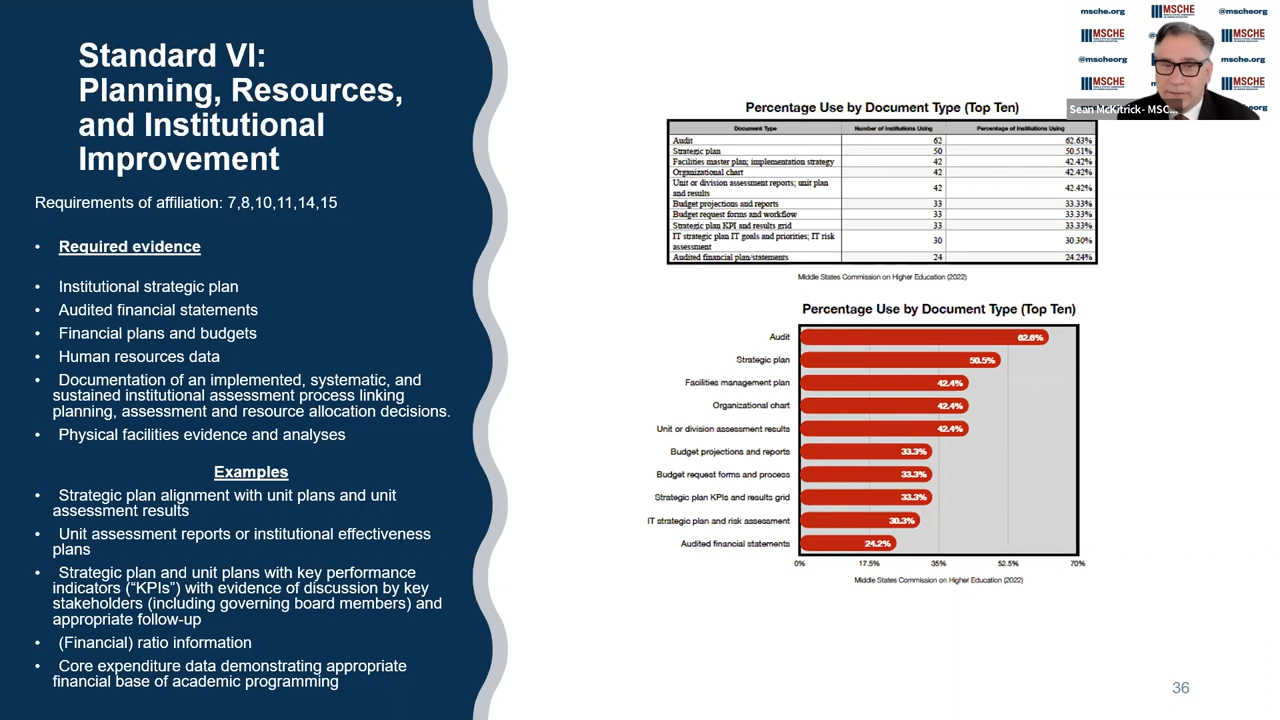 Standard VI:
Planning, Resources,
and Institutional
Improvement
Requirements of affiliation: 7,8,10,11,14,15
• Required evidence
• Institutional strategic plan
• Audited financial statements
• Financial plans and budgets
• Human resources data
• Documentation of an implemented, systematic, and
sustained institutional assessment process linking
planning, assessment and resource allocation decisions.
• Physical facilities evidence and analyses
Examples
• Strategic plan alignment with unit plans and unit
assessment results
• Unit assessment reports or institutional effectiveness
plans
• Strategic plan and unit plans with key performance
indicators (“KPIs”) with evidence of discussion by key
stakeholders (including governing board members) and
appropriate follow-up
• (Financial) ratio information
• Core expenditure data demonstrating appropriate
financial base of academic programming
msche.org MSCHE @mscheorg
MSCHE MSCHE
@mscheorg msche.org
MSCHE MSCHE
Sean McKitrick- MSC...
Percentage Use by Document Type (Top Ten)
Document Type Number of Institutions Using Percentage of Institutions Using
Audit 62 62.63%
Strategic plan 50 50.51%
Facilities master plan; implementation strategy 42 42.42%
Organizational chart 42 42.42%
Unit or division assessment reports; unit plan
and results 42 42.42%
Budget projections and reports 33 33.33%
Budget request forms and workflow 33 33.33%
Strategic plan KPI and results grid 33 33.33%
IT strategic plan IT goals and priorities; IT risk
assessment 30 30.30%
Audited financial plan/statements 24 24.24%
Middle States Commission on Higher Education (2022)
Percentage Use by Document Type (Top Ten)
Audit 62.6%
Strategic plan 50.5%
Facilities management plan 42.4%
Organizational chart 42.4%
Unit or division assessment results 42.4%
Budget projections and reports 33.3%
Budget request forms and process 33.3%
Strategic plan KPIs and results grid 33.3%
IT strategic plan and risk assessment 30.3%
Audited financial statements 24.2%
0% 17.5% 35% 52.5% 70%
Middle States Commission on Higher Education (2022)
36